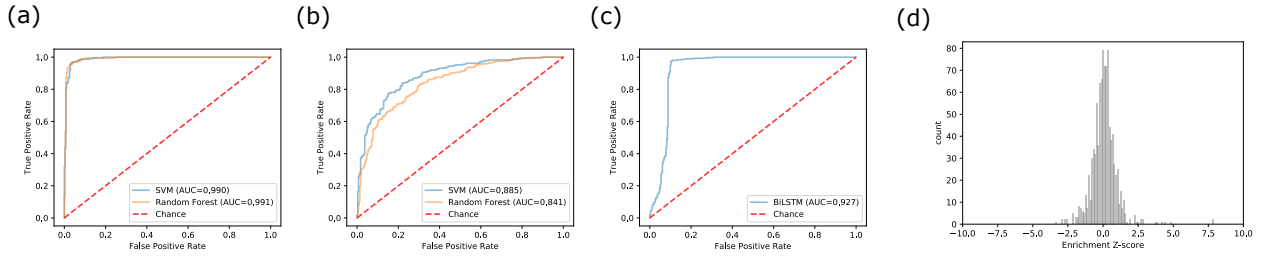 (a)
(b)
(c)
(d)
True Positive Rate
1.0
0.8
0.6
0.4
0.2
0.0
SVM (AUC=0,990)
Random Forest (AUC=0,991)
Chance
0.0 0.2 0.4 0.6 0.8 1.0
False Positive Rate
True Positive Rate
1.0
0.8
0.6
0.4
0.2
0.0
SVM (AUC=0,885)
Random Forest (AUC=0,841)
Chance
0.0 0.2 0.4 0.6 0.8 1.0
False Positive Rate
True Positive Rate
1.0
0.8
0.6
0.4
0.2
0.0
BiLSTM (AUC=0,927)
Chance
0.0 0.2 0.4 0.6 0.8 1.0
False Positive Rate
count
80
70
60
50
40
30
20
10
0
−10.0 −7.5 −5.0 −2.5 0.0 2.5 5.0 7.5 10.0
Enrichment Z-score